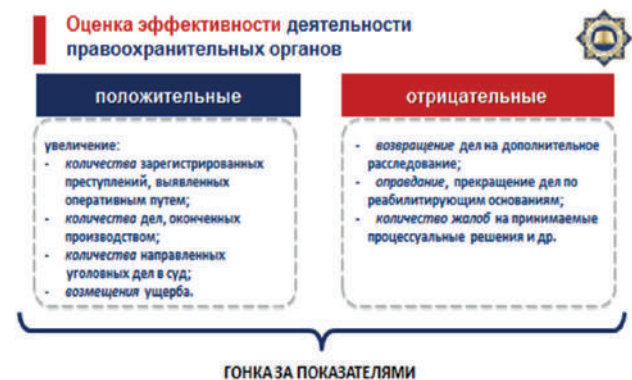 Оценка эффективности деятельности
правоохранительных органов
положительные
увеличение:
- количества зарегистрированных
преступлений, выявленных
оперативным путем;
- количества дел, оконченных
производством;
- количества направленных
уголовных дел в суд;
- возмещения ущерба.
отрицательные
- возвращение дел на дополнительное
расследование;
- оправдание, прекращение дел по
реабилитирующим основаниям;
- количество жалоб на принимаемые
процессуальные решения и др.
ГОНКА ЗА ПОКАЗАТЕЛЯМИ